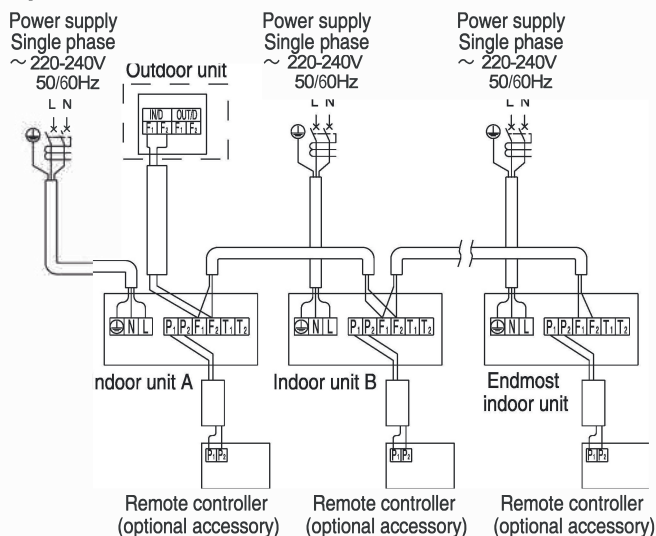 Power supply
Single phase
~ 220-240V
50/60Hz
L N
Outdoor unit
IN/D OUT/D
F1 F2 F1 F2
Power supply
Single phase
~ 220-240V
50/60Hz
L N
Power supply
Single phase
~ 220-240V
50/60Hz
L N
N L
P1 P2 F1 F2 T1 T2
N L
P1 P2 F1 F2 T1 T2
N L
P1 P2 F1 F2 T1 T2
ndoor unit A
Indoor unit B
Endmost
indoor unit
P1 P2
P1 P2
P1 P2
Remote controller
(optional accessory)
Remote controller
(optional accessory)
Remote controller
(optional accessory)